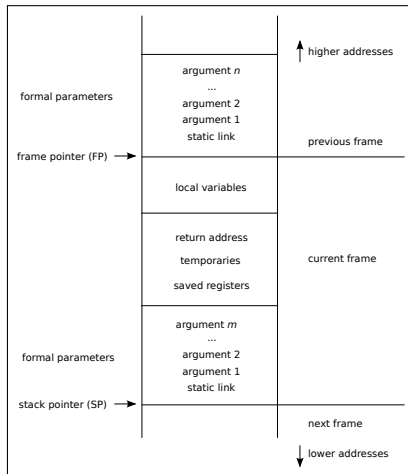 higher addresses
argument n
formal parameters
...
argument 2
argument 1
static link
previous frame
frame pointer (FP)
local variables
return address
temporaries
current frame
saved registers
argument m
...
formal parameters
argument 2
argument 1
static link
stack pointer (SP)
next frame
lower addresses